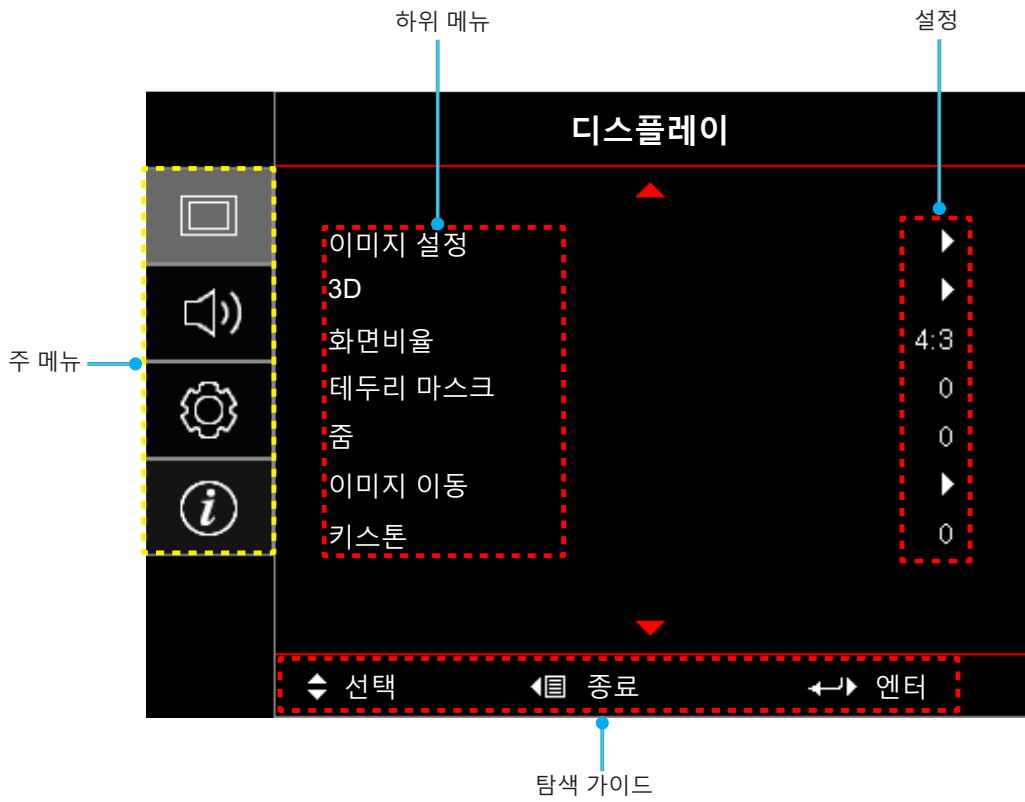 하위 메뉴
설정
디스플레이
이미지 설정
3D
화면비율 4:3
테두리 마스크 0
줌 0
이미지 이동
키스톤 0
주 메뉴
선택 종료 엔터
탐색 가이드